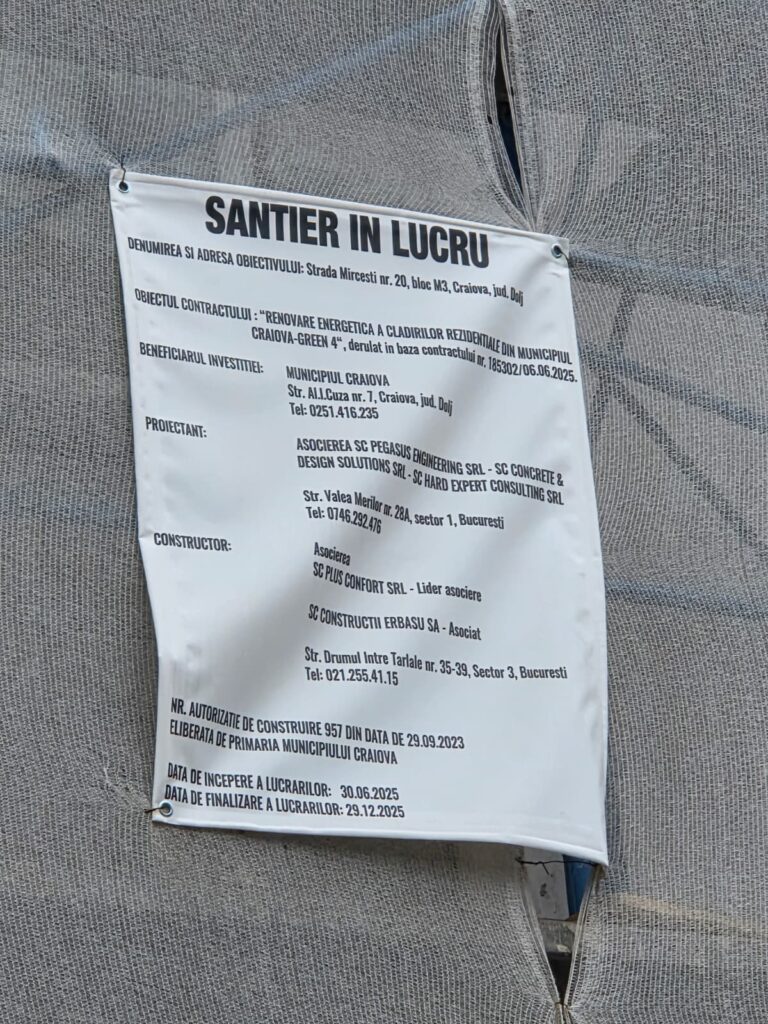 SANTIER IN LUCRU
DENUMIREA SI ADRESA OBIECTIVULUI: Strada Mircesti nr. 20, bloc M3, Craiova, jud. Dolj
OBIECTUL CONTRACTULUI : “RENOVARE ENERGETICA A CLADIRILOR REZIDENTIALE DIN MUNICIPIUL
CRAIOVA-GREEN 4“, derulat in baza contractului nr. 185302/06.06.2025.
BENEFICIARUL INVESTITIEI: MUNICIPIUL CRAIOVA
Str. Al.I.Cuza nr. 7, Craiova, jud. Dolj
Tel: 0251.416.235
PROIECTANT: ASOCIEREA SC PEGASUS ENGINEERING SRL - SC CONCRETE &
DESIGN SOLUTIONS SRL - SC HARD EXPERT CONSULTING SRL
Str. Valea Merilor nr. 28A, sector 1, Bucuresti
Tel: 0746.292.476
CONSTRUCTOR: Asocierea
SC PLUS CONFORT SRL - Lider asociere
SC CONSTRUCTII ERBASU SA - Asociat
Str. Drumul Intre Tarlale nr. 35-39, Sector 3, Bucuresti
Tel: 021.255.41.15
NR. AUTORIZATIE DE CONSTRUIRE 957 DIN DATA DE 29.09.2023
ELIBERATA DE PRIMARIA MUNICIPIULUI CRAIOVA
DATA DE INCEPERE A LUCRARILOR: 30.06.2025
DATA DE FINALIZARE A LUCRARILOR: 29.12.2025